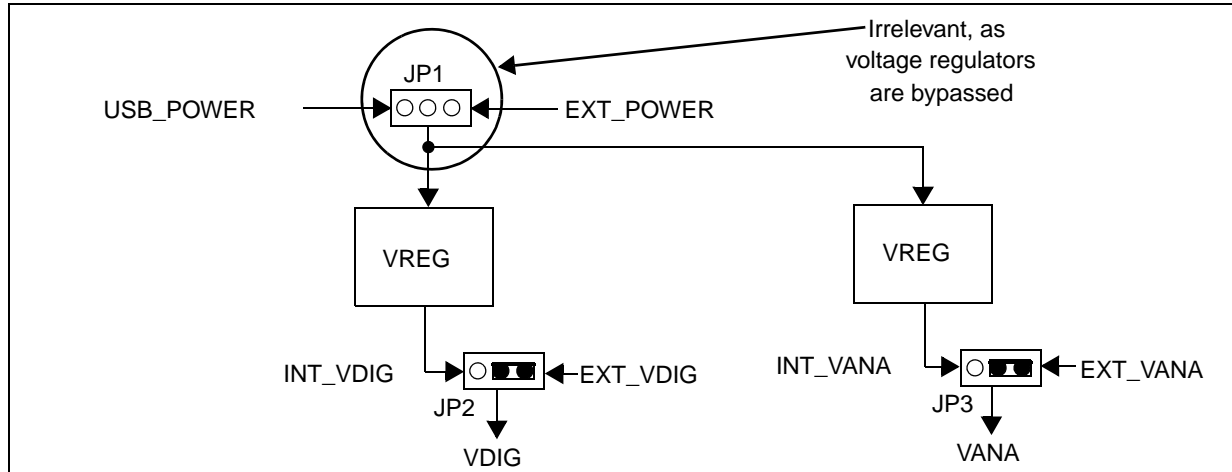 Irrelevant, as
voltage regulators
are bypassed
JP1
USB_POWER
EXT_POWER
VREG
VREG
INT_VDIG
EXT_VDIG
JP2
VDIG
INT_VANA
EXT_VANA
JP3
VANA